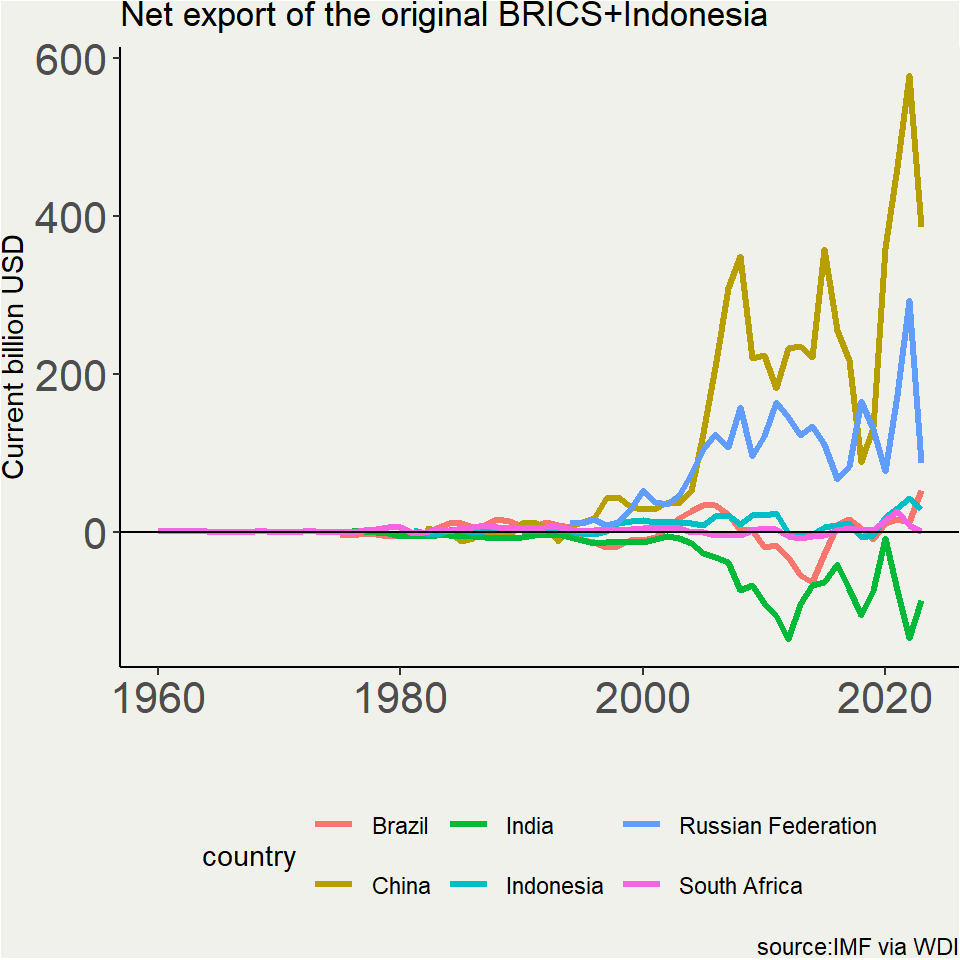 Net export of the original BRICS+Indonesia
Current billion USD
600
400
200
0
1960 1980 2000 2020
country
Brazil India Russian Federation
China Indonesia South Africa
source:IMF via WDI